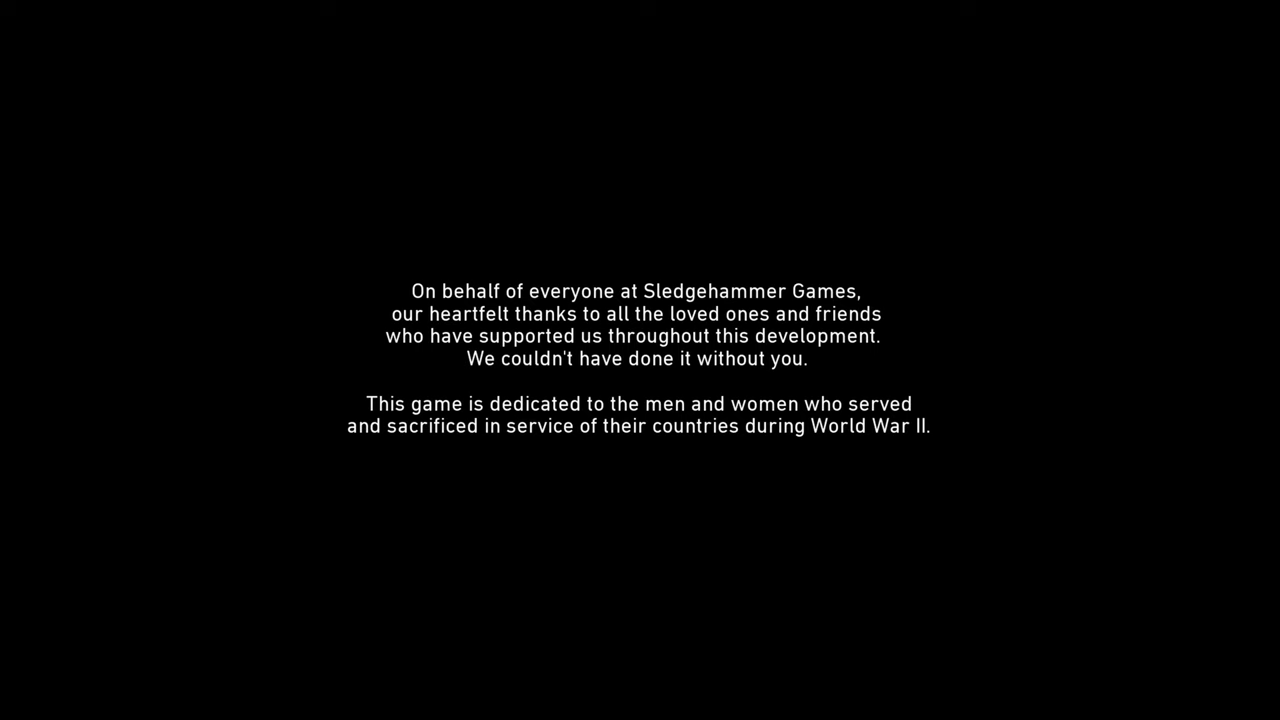 On behalf of everyone at Sledgehammer Games,
our heartfelt thanks to all the loved ones and friends
who have supported us throughout this development.
We couldn't have done it without you.
This game is dedicated to the men and women who served
and sacrificed in service of their countries during World War II.